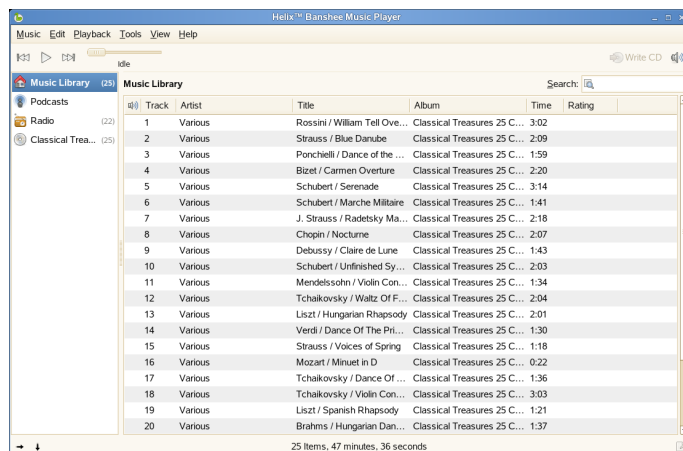 Helix™ Banshee Music Player
Music Edit Playback Tools View Help
Idle
Write CD
Music Library (25)
Podcasts
Radio (22)
Classical Trea... (25)
Music Library
Search:
Track Artist Title Album Time Rating
1 Various Rossini / William Tell Ove... Classical Treasures 25 C... 3:02
2 Various Strauss / Blue Danube Classical Treasures 25 C... 2:09
3 Various Ponchielli / Dance of the ... Classical Treasures 25 C... 1:59
4 Various Bizet / Carmen Overture Classical Treasures 25 C... 2:20
5 Various Schubert / Serenade Classical Treasures 25 C... 3:14
6 Various Schubert / Marche Militaire Classical Treasures 25 C... 1:41
7 Various J. Strauss / Radetsky Ma... Classical Treasures 25 C... 2:18
8 Various Chopin / Nocturne Classical Treasures 25 C... 2:07
9 Various Debussy / Claire de Lune Classical Treasures 25 C... 1:43
10 Various Schubert / Unfinished Sy... Classical Treasures 25 C... 2:03
11 Various Mendelssohn / Violin Con... Classical Treasures 25 C... 1:34
12 Various Tchaikovsky / Waltz Of F... Classical Treasures 25 C... 2:04
13 Various Liszt / Hungarian Rhapsody Classical Treasures 25 C... 2:01
14 Various Verdi / Dance Of The Pri... Classical Treasures 25 C... 1:30
15 Various Strauss / Voices of Spring Classical Treasures 25 C... 1:18
16 Various Mozart / Minuet in D Classical Treasures 25 C... 0:22
17 Various Tchaikovsky / Dance Of ... Classical Treasures 25 C... 1:36
18 Various Tchaikovsky / Violin Con... Classical Treasures 25 C... 3:03
19 Various Liszt / Spanish Rhapsody Classical Treasures 25 C... 1:21
20 Various Brahms / Hungarian Dan... Classical Treasures 25 C... 1:37
25 Items, 47 minutes, 36 seconds